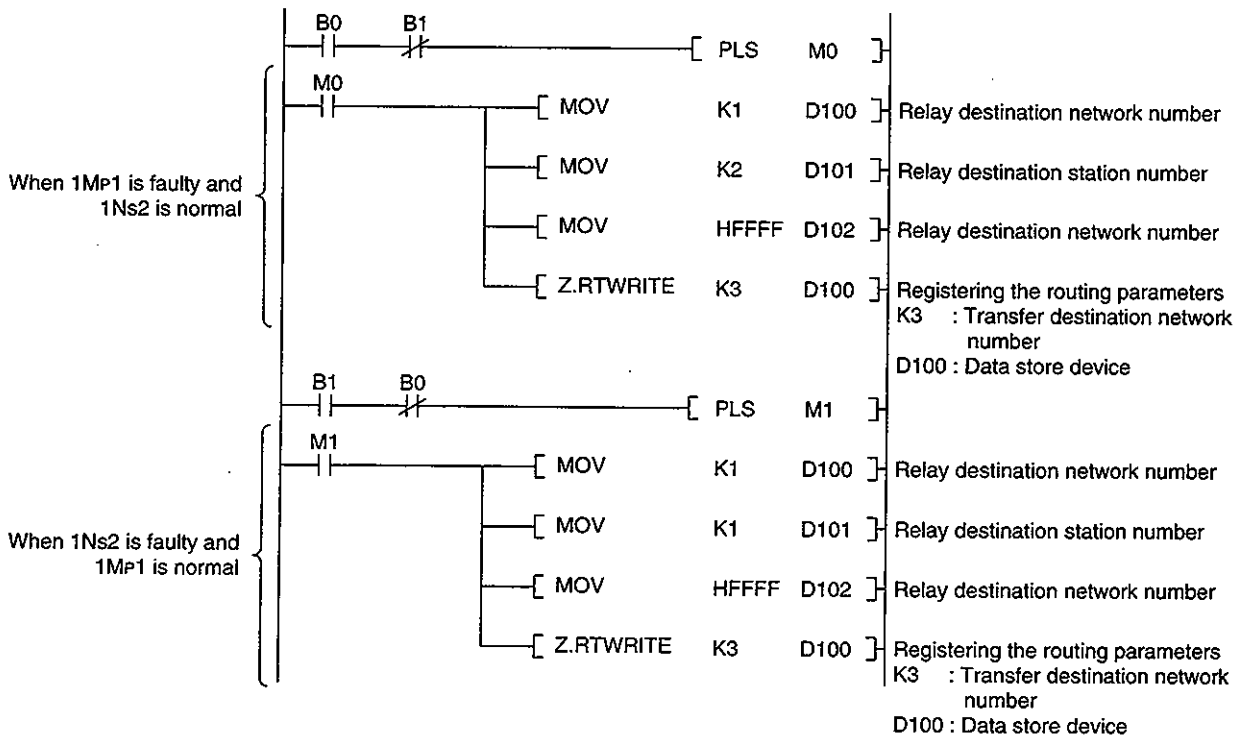 B0 B1
[ PLS M0 ]
M0
[ MOV K1 D100 ] Relay destination network number
When 1MP1 is faulty and
1Ns2 is normal
[ MOV K2 D101 ] Relay destination station number
[ MOV HFFFF D102 ] Relay destination network number
[ Z.RTWRITE K3 D100 ] Registering the routing parameters
K3 : Transfer destination network
number
D100 : Data store device
B1 B0
[ PLS M1 ]
M1
[ MOV K1 D100 ] Relay destination network number
When 1Ns2 is faulty and
1MP1 is normal
[ MOV K1 D101 ] Relay destination station number
[ MOV HFFFF D102 ] Relay destination network number
[ Z.RTWRITE K3 D100 ] Registering the routing parameters
K3 : Transfer destination network
number
D100 : Data store device